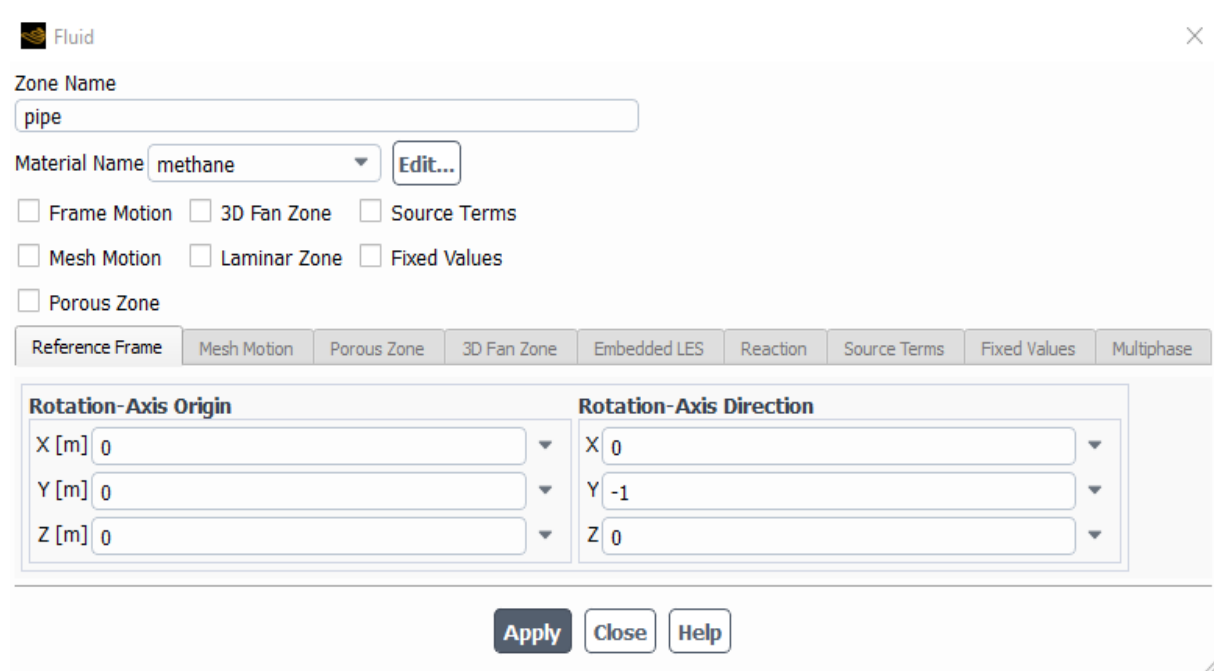 Fluid
Zone Name
pipe
Material Name methane Edit...
Frame Motion 3D Fan Zone Source Terms
Mesh Motion Laminar Zone Fixed Values
Porous Zone
Reference Frame Mesh Motion Porous Zone 3D Fan Zone Embedded LES Reaction Source Terms Fixed Values Multiphase
Rotation-Axis Origin Rotation-Axis Direction
X [m] 0 X 0
Y [m] 0 Y -1
Z [m] 0 Z 0
Apply Close Help